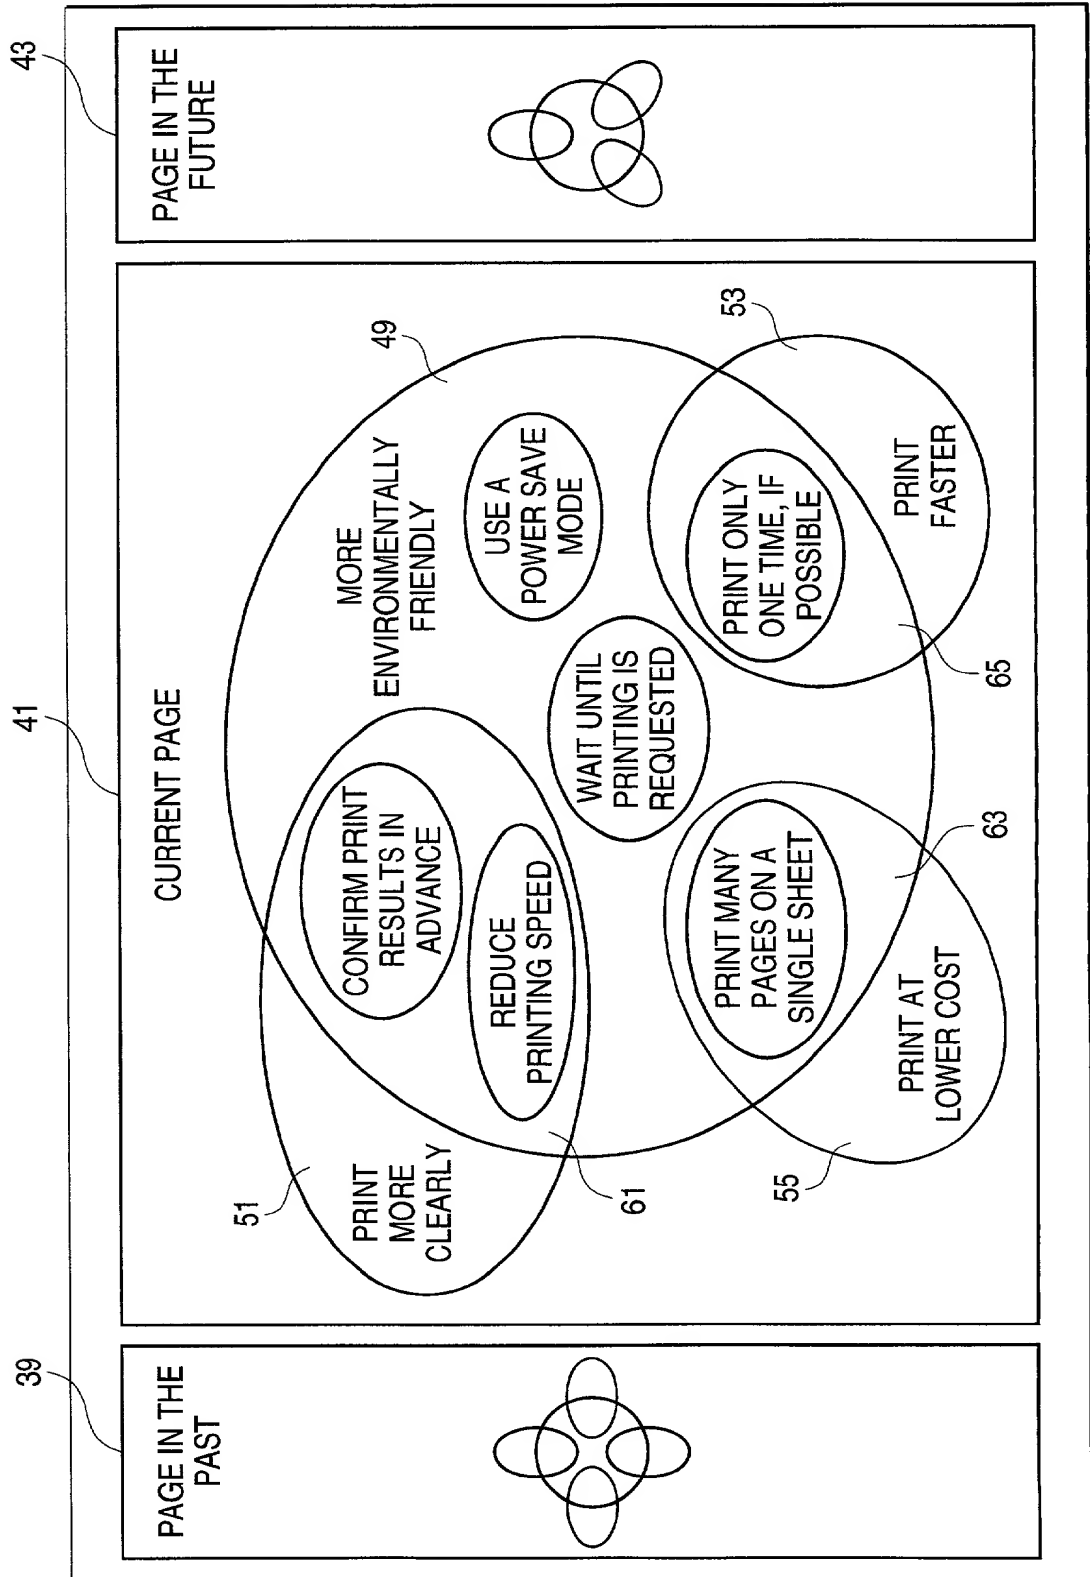 39
PAGE IN THE
PAST
41
CURRENT PAGE
51
PRINT
MORE
CLEARLY
61
CONFIRM PRINT
RESULTS IN
ADVANCE
REDUCE
PRINTING SPEED
MORE
ENVIRONMENTALLY
FRIENDLY
49
USE A
POWER SAVE
MODE
WAIT UNTIL
PRINTING IS
REQUESTED
55
PRINT MANY
PAGES ON A
SINGLE SHEET
PRINT AT
LOWER COST
63
53
PRINT ONLY
ONE TIME, IF
POSSIBLE
PRINT
FASTER
65
43
PAGE IN THE
FUTURE